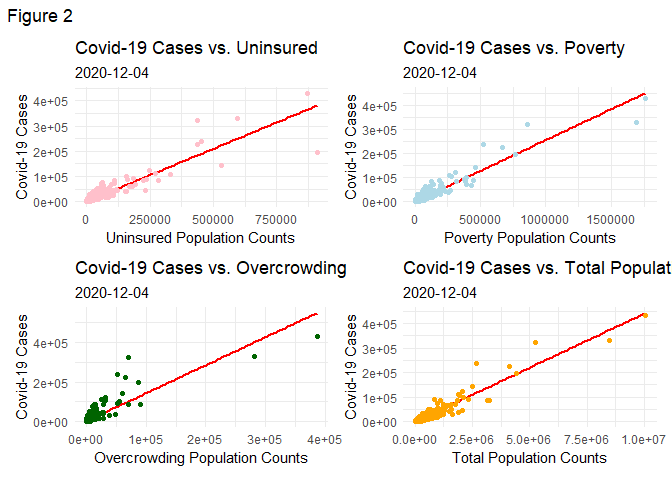 Figure 2
Covid-19 Cases vs. Uninsured
2020-12-04
Covid-19 Cases
4e+05
3e+05
2e+05
1e+05
0e+00
0
250000
500000
750000
Uninsured Population Counts
Covid-19 Cases vs. Poverty
2020-12-04
Covid-19 Cases
4e+05
3e+05
2e+05
1e+05
0e+00
0
500000
1000000
1500000
Poverty Population Counts
Covid-19 Cases vs. Overcrowding
2020-12-04
Covid-19 Cases
4e+05
2e+05
0e+00
0e+00
1e+05
2e+05
3e+05
4e+05
Overcrowding Population Counts
Covid-19 Cases vs. Total Populat
2020-12-04
Covid-19 Cases
4e+05
3e+05
2e+05
1e+05
0e+00
0.0e+00
2.5e+06
5.0e+06
7.5e+06
1.0e+07
Total Population Counts